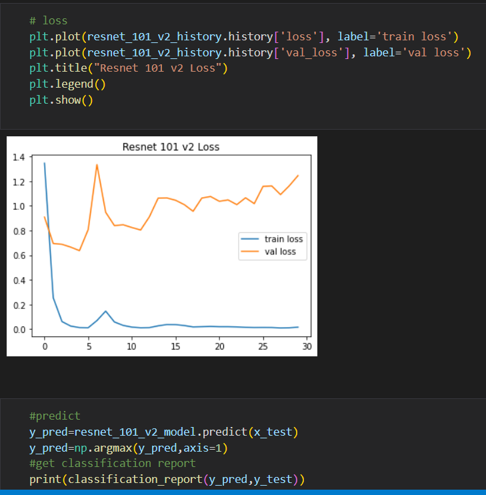 # loss
plt.plot(resnet_101_v2_history.history['loss'], label='train loss')
plt.plot(resnet_101_v2_history.history['val_loss'], label='val loss')
plt.title("Resnet 101 v2 Loss")
plt.legend()
plt.show()
Resnet 101 v2 Loss
1.4
1.2
1.0
0.8
0.6
0.4
0.2
0.0
train loss
val loss
0 5 10 15 20 25 30
#predict
y_pred=resnet_101_v2_model.predict(x_test)
y_pred=np.argmax(y_pred,axis=1)
#get classification report
print(classification_report(y_pred,y_test))